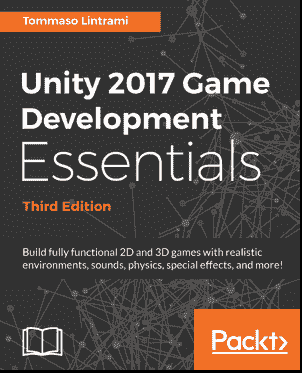 Tommaso Lintrami
Unity 2017 Game
Development
Essentials
Third Edition
Build fully functional 2D and 3D games with realistic
environments, sounds, physics, special effects, and more!
Packt>